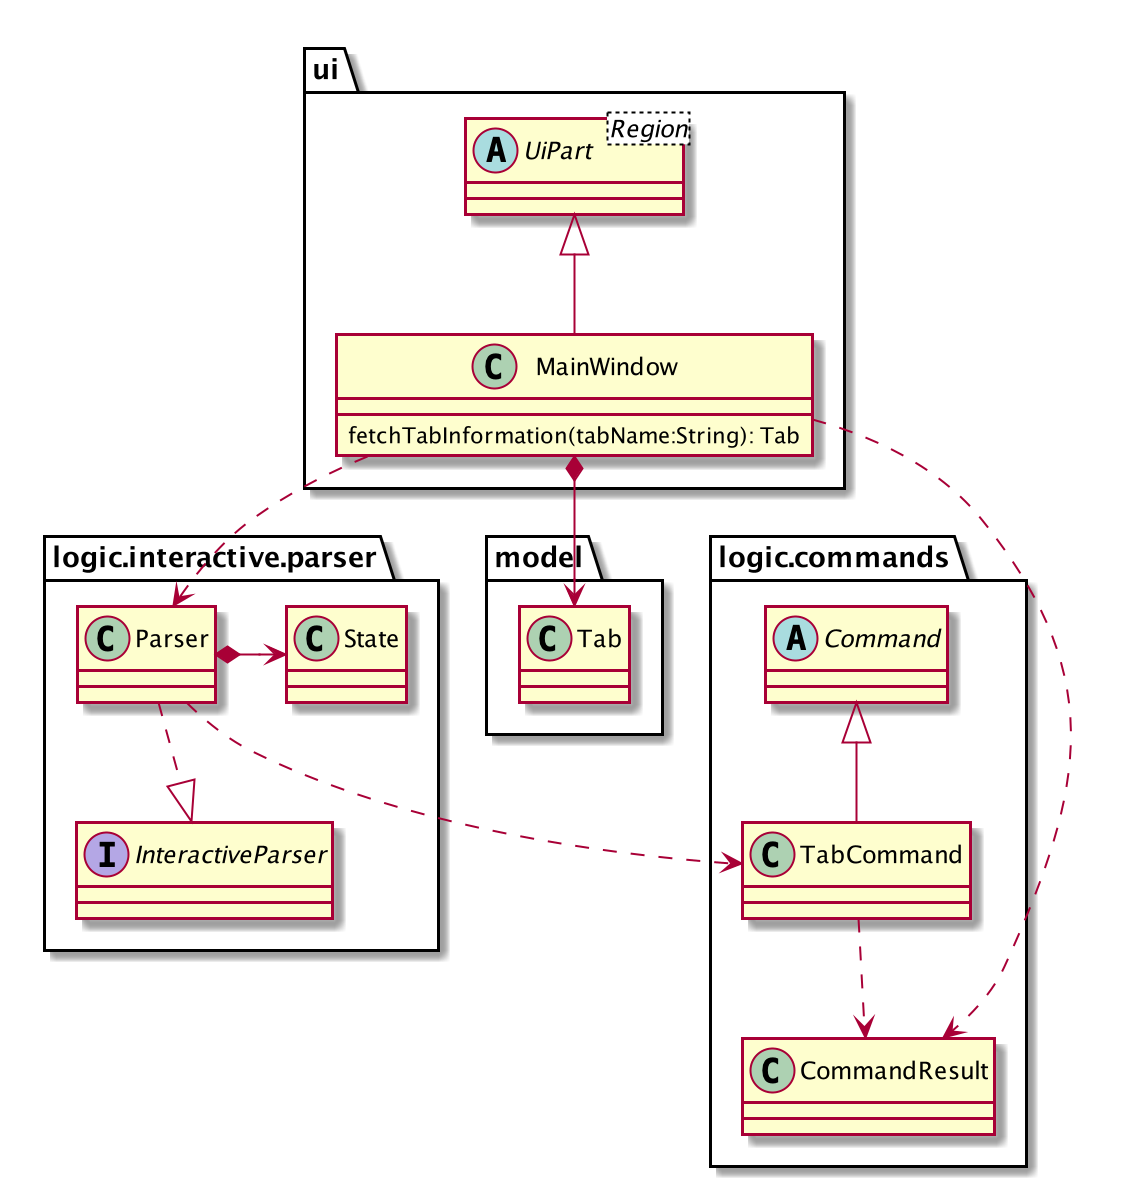 ui
Region
A UiPart
C MainWindow
fetchTabInformation(tabName:String): Tab
logic.interactive.parser
C Parser
C State
I InteractiveParser
model
C Tab
logic.commands
A Command
C TabCommand
C CommandResult